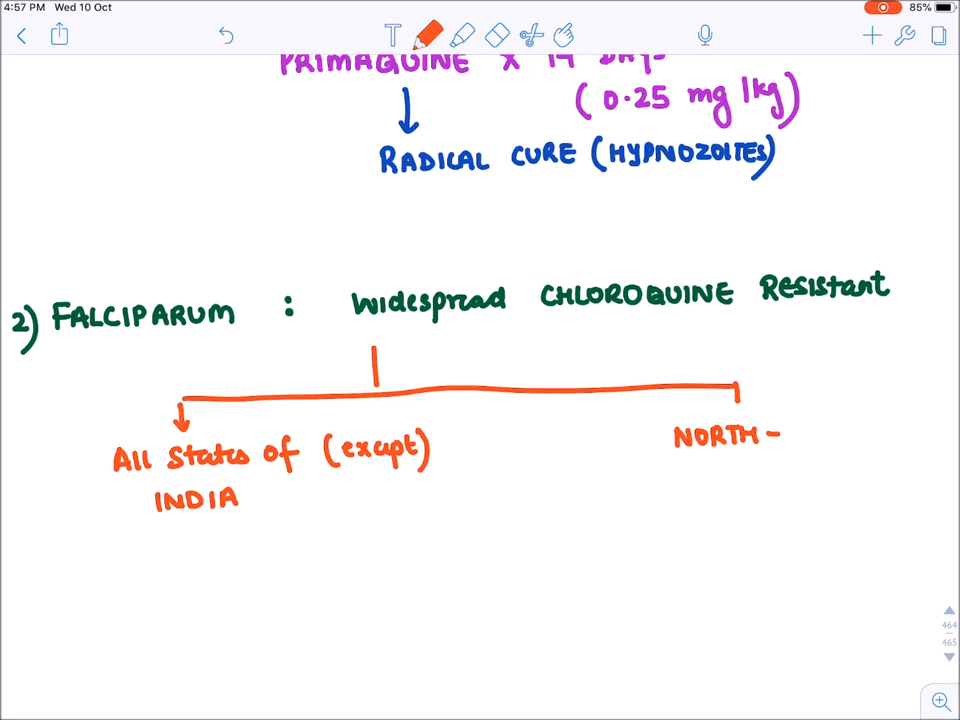 4:57 PM Wed 10 Oct 85%
PRIMAQUINE x 14 DAYS
(0.25 mg/kg)
RADICAL CURE (HYPNOZOITES)
2) FALCIPARUM : Widespread CHLOROQUINE Resistant
All States of (except)
INDIA
NORTH-
464
465